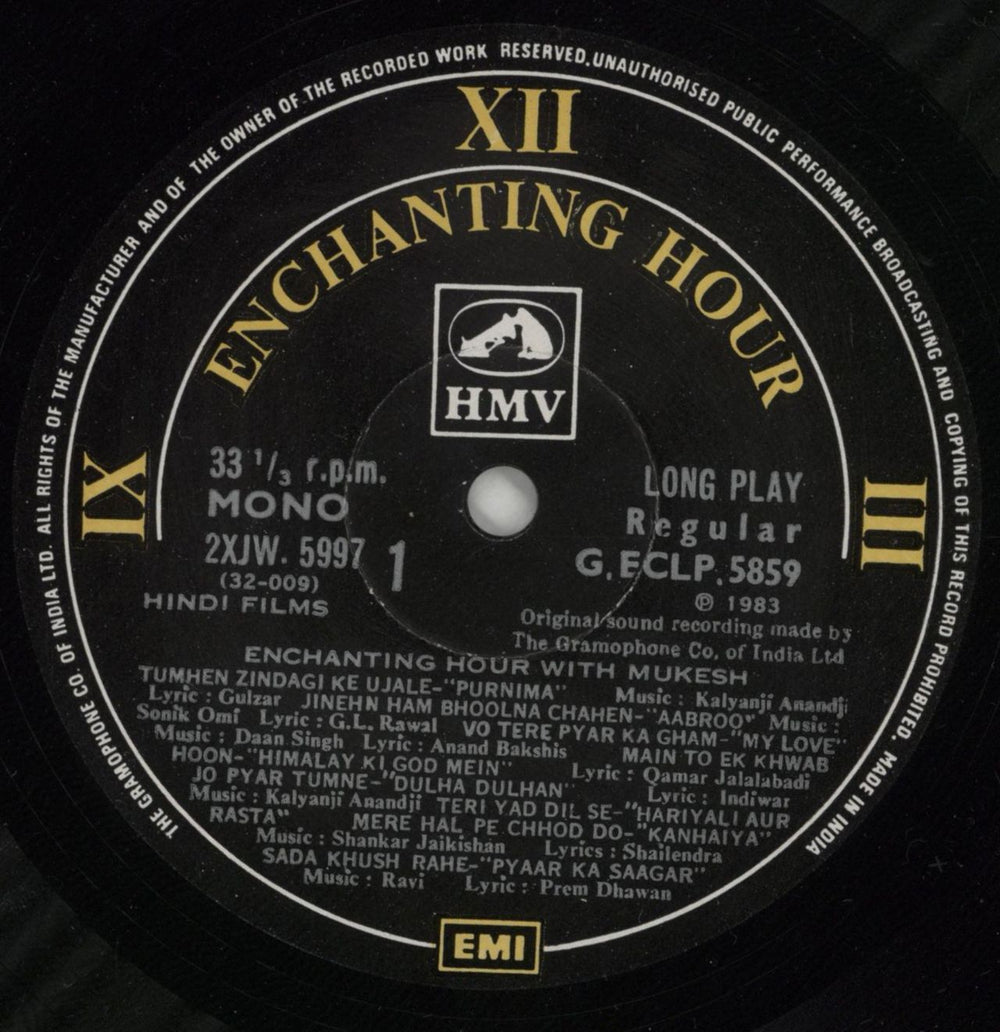 THE GRAMOPHONE CO. OF INDIA LTD. ALL RIGHTS OF THE MANUFACTURER AND OF THE OWNER OF THE RECORDED WORK RESERVED. UNAUTHORISED PUBLIC PERFORMANCE BROADCASTING AND COPYING OF THIS RECORD PROHIBITED. MADE IN INDIA
XII
ENCHANTING HOUR
HMV
IX
III
33 1/3 r.p.m.
MONO
2XJW. 5997
(32-009)
HINDI FILMS
1
LONG PLAY
Regular
G.ECLP.5859
℗ 1983
Original sound recording made by
The Gramophone Co. of India Ltd
ENCHANTING HOUR WITH MUKESH
TUMHEN ZINDAGI KE UJALE-"PURNIMA" Music : Kalyanji Anandji
Lyric : Gulzar JINEHN HAM BHOOLNA CHAHEN-"AABROO" Music :
Sonik Omi Lyric : G.L. Rawal VO TERE PYAR KA GHAM-"MY LOVE"
Music : Daan Singh Lyric : Anand Bakshis MAIN TO EK KHWAB
HOON-"HIMALAY KI GOD MEIN" Lyric : Qamar Jalalabadi
JO PYAR TUMNE-"DULHA DULHAN" Lyric : Indiwar
Music : Kalyanji Anandji TERI YAD DIL SE-"HARIYALI AUR
RASTA" MERE HAL PE CHHOD DO-"KANHAIYA"
Music : Shankar Jaikishan Lyrics : Shailendra
SADA KHUSH RAHE-"PYAAR KA SAAGAR"
Music : Ravi Lyric : Prem Dhawan
EMI